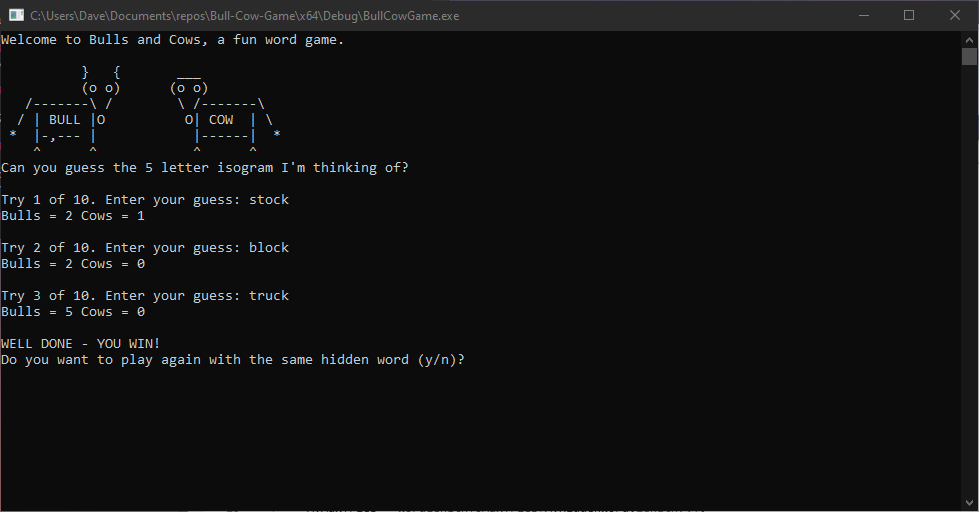 C:\Users\Dave\Documents\repos\Bull-Cow-Game\x64\Debug\BullCowGame.exe
Welcome to Bulls and Cows, a fun word game.

          }   {       ___
          (o o)      (o o)
   /-------\ /        \ /-------\
  / | BULL |O          O| COW  | \
 *  |-,--- |            |------|  *
    ^      ^            ^      ^
Can you guess the 5 letter isogram I'm thinking of?

Try 1 of 10. Enter your guess: stock
Bulls = 2 Cows = 1

Try 2 of 10. Enter your guess: block
Bulls = 2 Cows = 0

Try 3 of 10. Enter your guess: truck
Bulls = 5 Cows = 0

WELL DONE - YOU WIN!
Do you want to play again with the same hidden word (y/n)?